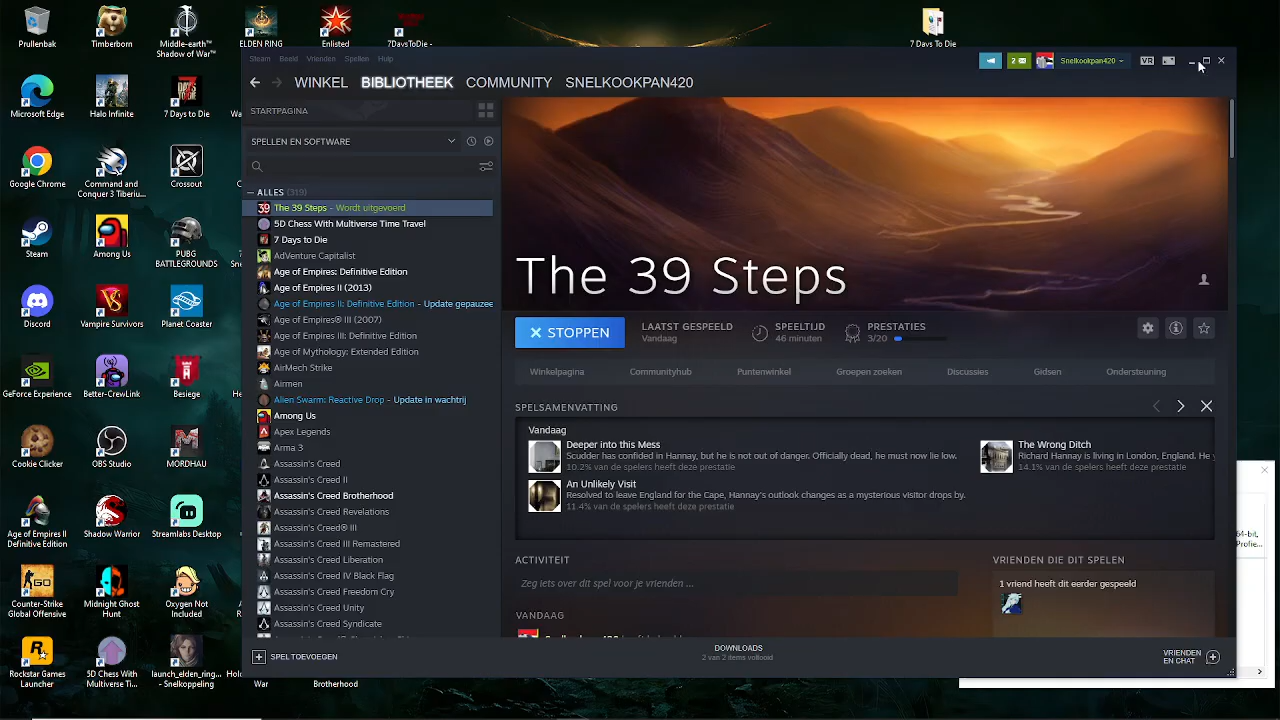 Prullenbak
Timberborn
Middle-earth™
Shadow of War™
ELDEN RING
Enlisted
7DaysToDie -
7 Days To Die
Microsoft Edge
Halo Infinite
7 Days to Die
Google Chrome
Command and
Conquer 3 Tiberiu...
Crossout
Steam
Among Us
PUBG
BATTLEGROUNDS
Discord
Vampire Survivors
Planet Coaster
GeForce Experience
Better-CrewLink
Besiege
Cookie Clicker
OBS Studio
MORDHAU
Age of Empires II
Definitive Edition
Shadow Warrior
Streamlabs Desktop
Counter-Strike
Global Offensive
Midnight Ghost
Hunt
Oxygen Not
Included
Rockstar Games
Launcher
5D Chess With
Multiverse Ti...
launch_elden_ring...
- Snelkoppeling
War
Brotherhood
Steam Beeld Vrienden Spellen Hulp
2
Snelkookpan420
VR
WINKEL BIBLIOTHEEK COMMUNITY SNELKOOKPAN420
STARTPAGINA
SPELLEN EN SOFTWARE
ALLES (319)
The 39 Steps - Wordt uitgevoerd
5D Chess With Multiverse Time Travel
7 Days to Die
AdVenture Capitalist
Age of Empires: Definitive Edition
Age of Empires II (2013)
Age of Empires II: Definitive Edition - Update gepauzee
Age of Empires® III (2007)
Age of Empires III: Definitive Edition
Age of Mythology: Extended Edition
AirMech Strike
Airmen
Alien Swarm: Reactive Drop - Update in wachtrij
Among Us
Apex Legends
Arma 3
Assassin's Creed
Assassin's Creed II
Assassin's Creed Brotherhood
Assassin's Creed Revelations
Assassin's Creed® III
Assassin's Creed III Remastered
Assassin's Creed Liberation
Assassin's Creed IV Black Flag
Assassin's Creed Freedom Cry
Assassin's Creed Unity
Assassin's Creed Syndicate
The 39 Steps
STOPPEN
LAATST GESPEELD
Vandaag
SPEELTIJD
46 minuten
PRESTATIES
3/20
Winkelpagina Communityhub Puntenwinkel Groepen zoeken Discussies Gidsen Ondersteuning
SPELSAMENVATTING
Vandaag
Deeper into this Mess
Scudder has confided in Hannay, but he is not out of danger. Officially dead, he must now lie low.
10.2% van de spelers heeft deze prestatie
The Wrong Ditch
Richard Hannay is living in London, England. He
14.1% van de spelers heeft deze prestatie
An Unlikely Visit
Resolved to leave England for the Cape, Hannay's outlook changes as a mysterious visitor drops by.
11.4% van de spelers heeft deze prestatie
ACTIVITEIT
Zeg iets over dit spel voor je vrienden ...
VANDAAG
VRIENDEN DIE DIT SPELEN
1 vriend heeft dit eerder gespeeld
64-bit,
Profie...
SPEL TOEVOEGEN
DOWNLOADS
2 van 2 items voltooid
VRIENDEN
EN CHAT